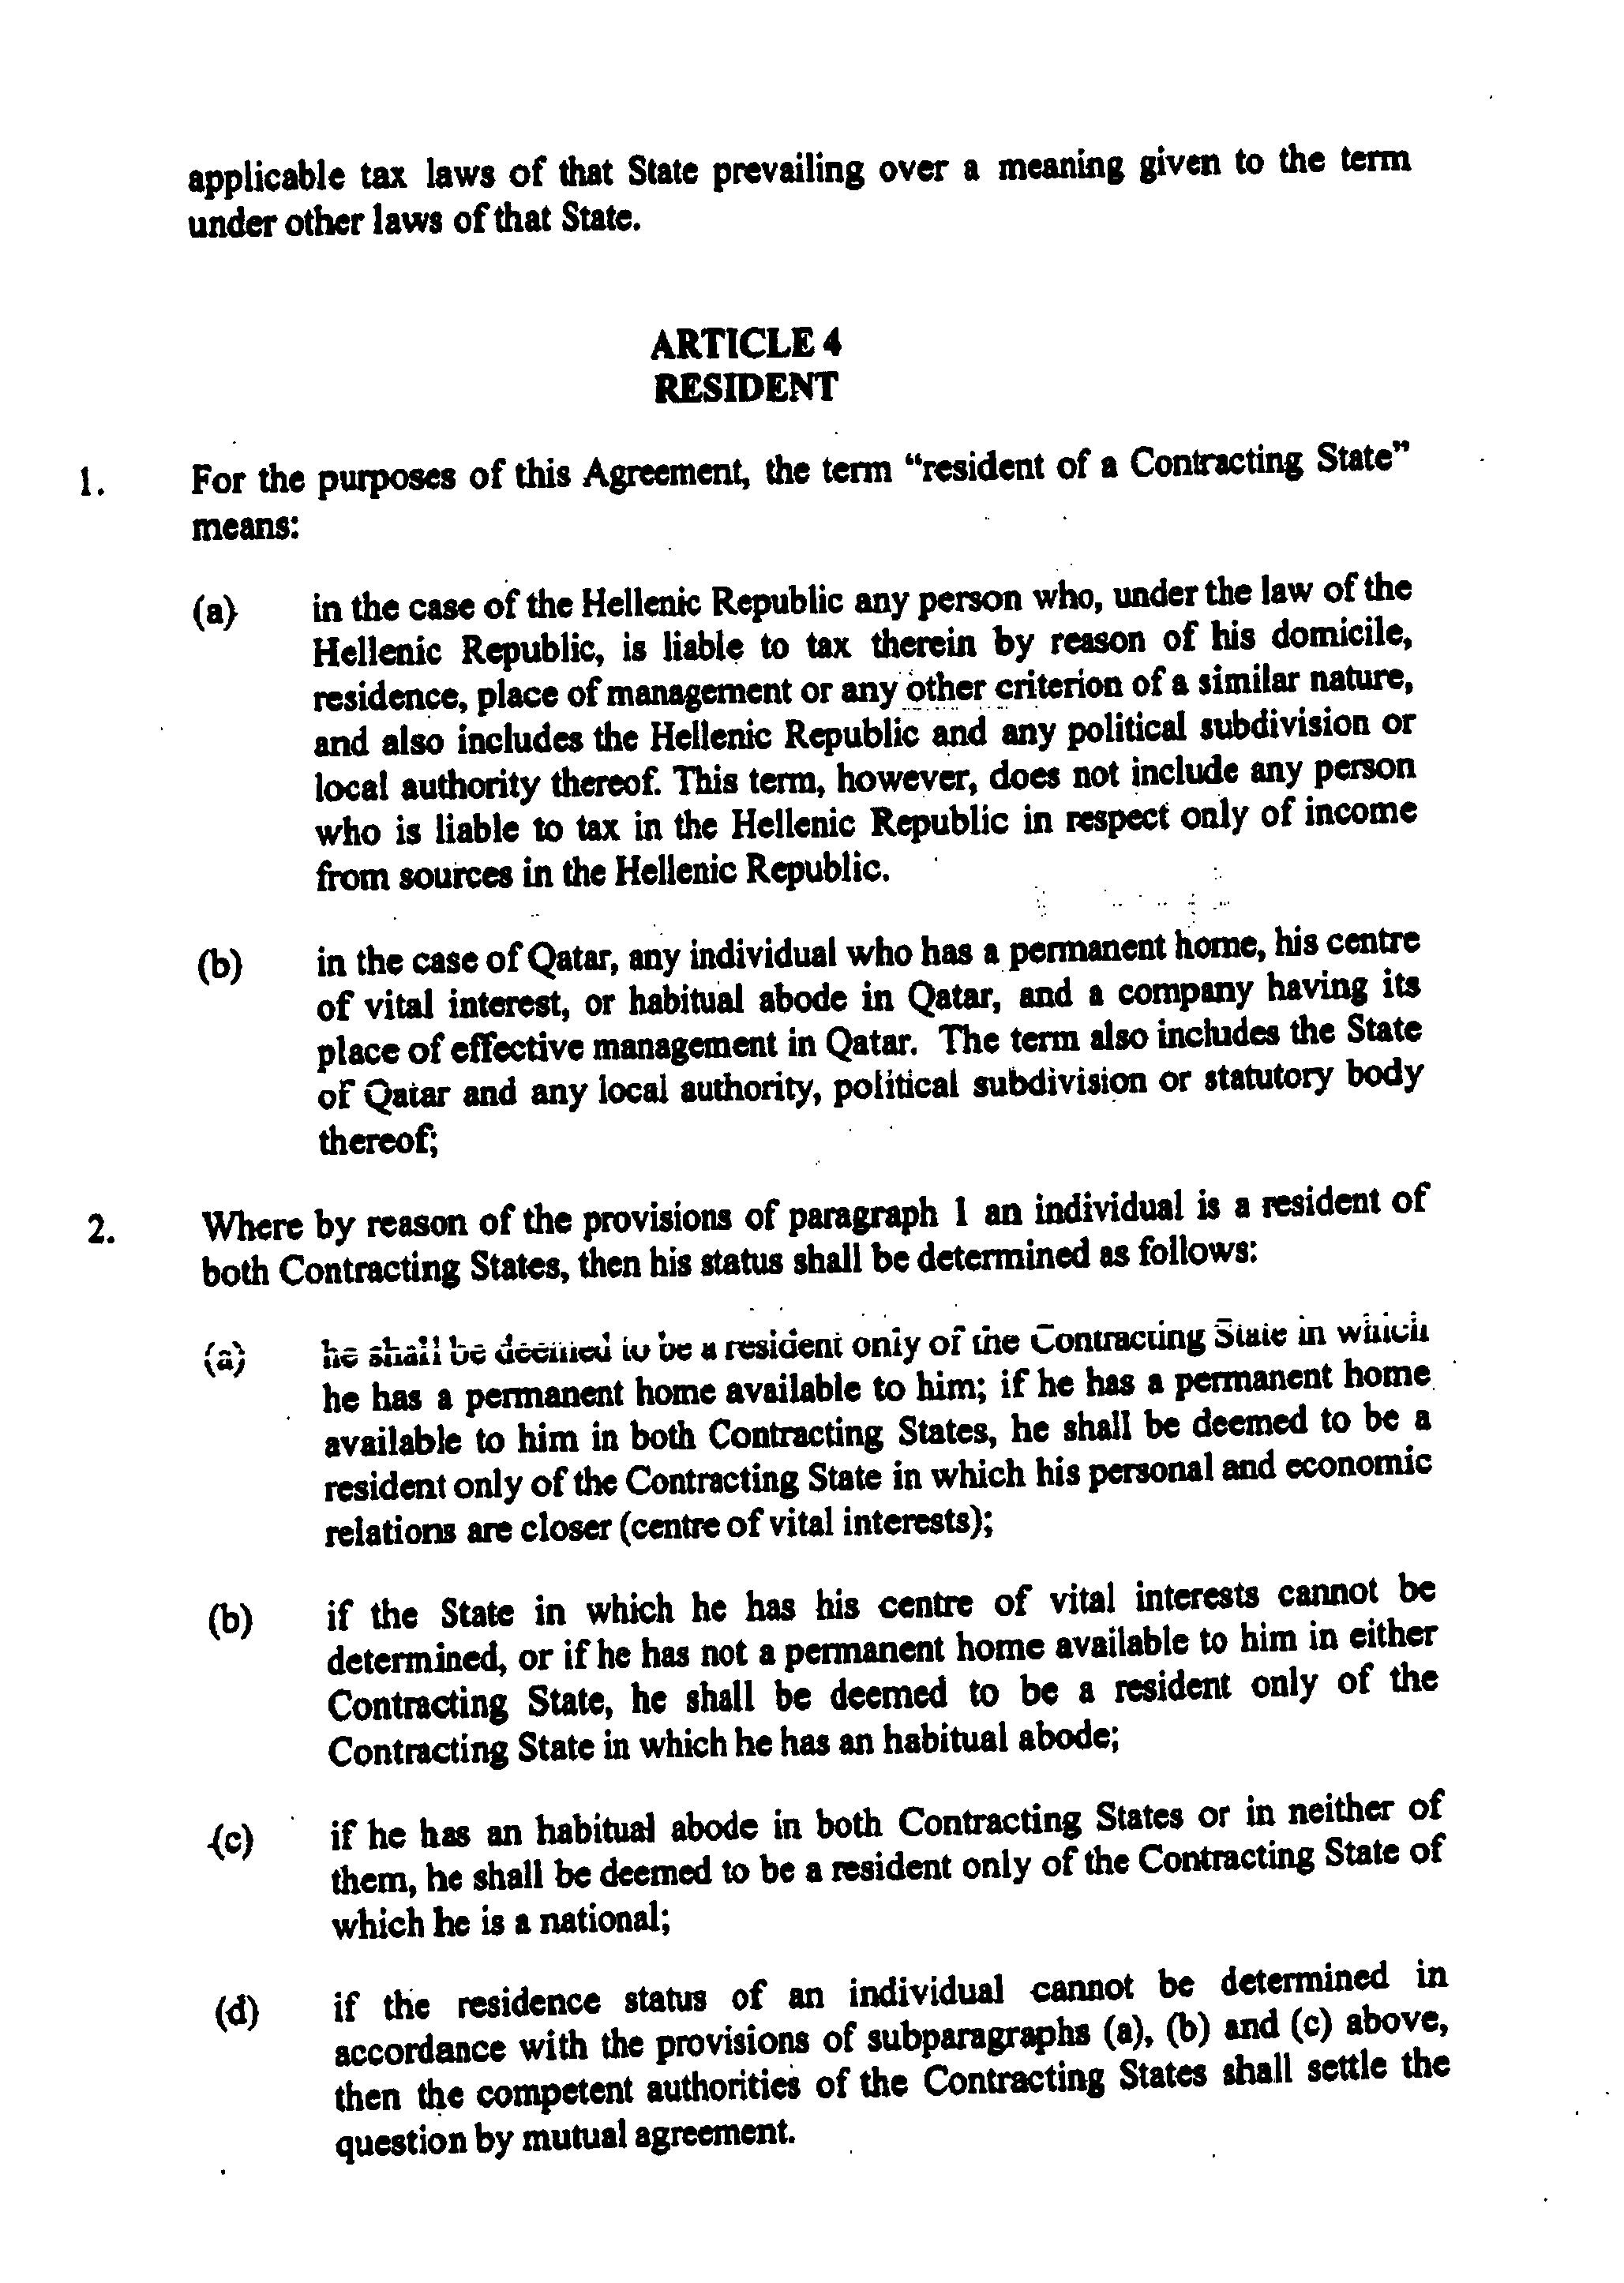 applicable tax laws of that State prevailing over a meaning given to the term
under other laws of that State.
ARTICLE 4
RESIDENT
1. For the purposes of this Agreement, the term “resident of a Contracting State”
means:
(a) in the case of the Hellenic Republic any person who, under the law of the
Hellenic Republic, is liable to tax therein by reason of his domicile,
residence, place of management or any other criterion of a similar nature,
and also includes the Hellenic Republic and any political subdivision or
local authority thereof. This term, however, does not include any person
who is liable to tax in the Hellenic Republic in respect only of income
from sources in the Hellenic Republic.
(b) in the case of Qatar, any individual who has a permanent home, his centre
of vital interest, or habitual abode in Qatar, and a company having its
place of effective management in Qatar. The term also includes the State
of Qatar and any local authority, political subdivision or statutory body
thereof;
2. Where by reason of the provisions of paragraph 1 an individual is a resident of
both Contracting States, then his status shall be determined as follows:
(a) he shall be deemed to be a resident only of the Contracting State in which
he has a permanent home available to him; if he has a permanent home
available to him in both Contracting States, he shall be deemed to be a
resident only of the Contracting State in which his personal and economic
relations are closer (centre of vital interests);
(b) if the State in which he has his centre of vital interests cannot be
determined, or if he has not a permanent home available to him in either
Contracting State, he shall be deemed to be a resident only of the
Contracting State in which he has an habitual abode;
(c) if he has an habitual abode in both Contracting States or in neither of
them, he shall be deemed to be a resident only of the Contracting State of
which he is a national;
(d) if the residence status of an individual cannot be determined in
accordance with the provisions of subparagraphs (a), (b) and (c) above,
then the competent authorities of the Contracting States shall settle the
question by mutual agreement.